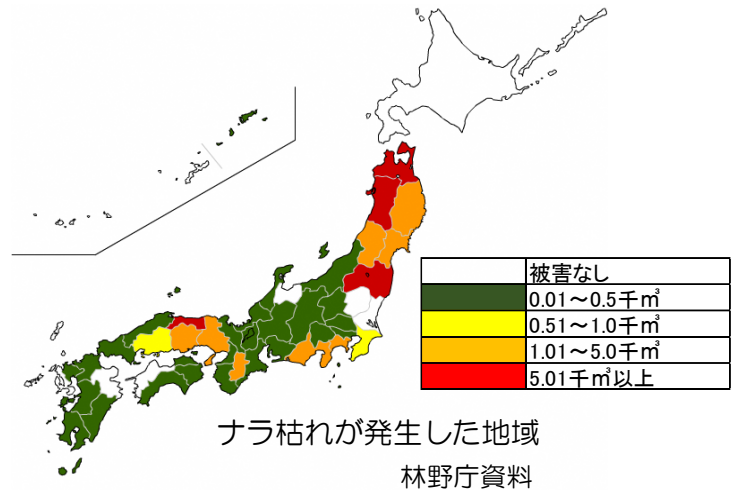 被害なし
0.01～0.5千㎥
0.51～1.0千㎥
1.01～5.0千㎥
5.01千㎥以上
ナラ枯れが発生した地域
林野庁資料